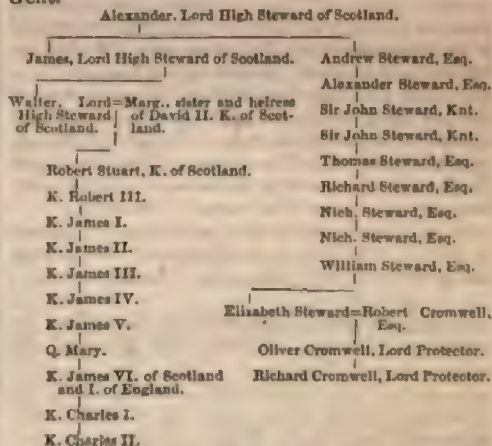 Alexander, Lord High Steward of Scotland.
James, Lord High Steward of Scotland.
Walter, Lord=Marg., sister and heiress
High Steward of David II. K. of Scot-
of Scotland. land.
Robert Stuart, K. of Scotland.
K. Robert III.
K. James I.
K. James II.
K. James III.
K. James IV.
K. James V.
Q. Mary.
K. James VI. of Scotland
and I. of England.
K. Charles I.
K. Charles II.
Andrew Steward, Esq.
Alexander Steward, Esq.
Sir John Steward, Knt.
Sir John Steward, Knt.
Thomas Steward, Esq.
Richard Steward, Esq.
Nich. Steward, Esq.
Nich. Steward, Esq.
William Steward, Esq.
Elizabeth Steward=Robert Cromwell,
Esq.
Oliver Cromwell, Lord Protector.
Richard Cromwell, Lord Protector.